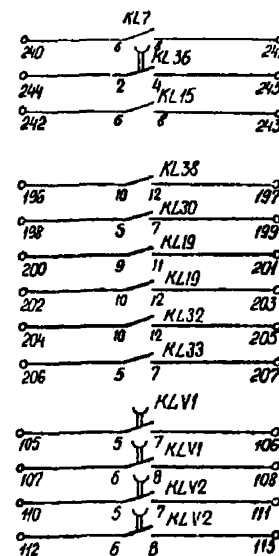 KL7
240 6 8 241
KL36
244 2 4 245
KL15
242 6 8 243
KL38
196 10 12 197
KL30
198 5 7 199
KL19
200 9 11 201
KL19
202 10 12 203
KL32
204 10 12 205
KL33
206 5 7 207
KLV1
105 5 7 106
KLV1
107 6 8 108
KLV2
110 5 7 111
KLV2
112 6 8 113